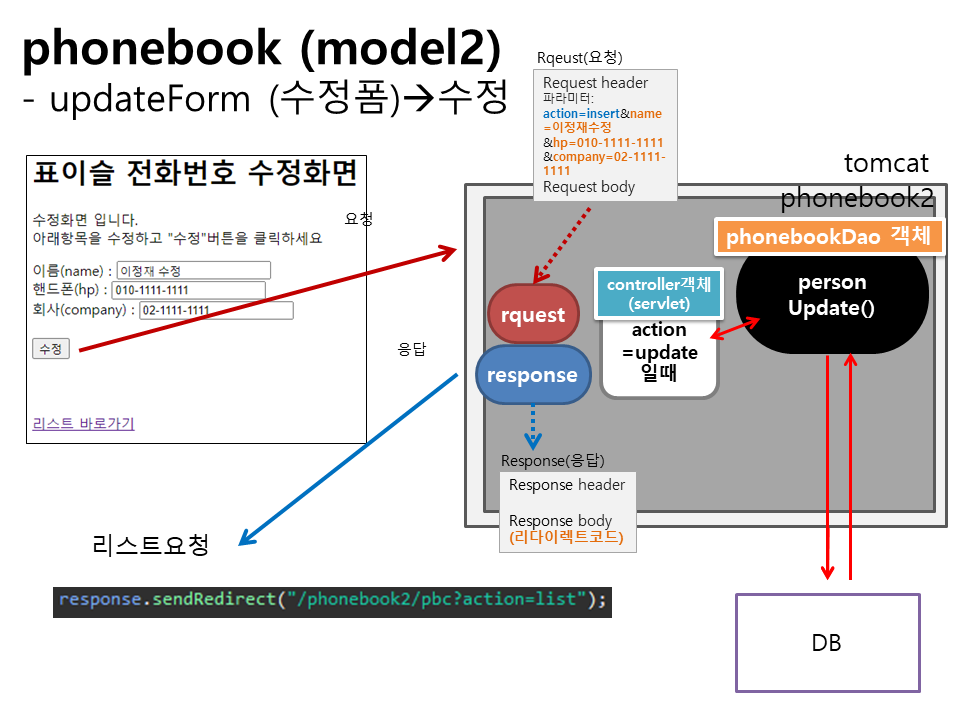 phonebook (model2)
- updateForm (수정폼)→수정
Rqeust(요청)
Request header
파라미터:
action=insert&name
=이정재수정
&hp=010-1111-1111
&company=02-1111-
1111
Request body
tomcat
phonebook2
표이슬 전화번호 수정화면
수정화면 입니다.
아래항목을 수정하고 "수정"버튼을 클릭하세요
이름(name) : 이정재 수정
핸드폰(hp) : 010-1111-1111
회사(company) : 02-1111-1111
수정
리스트 바로가기
요청
응답
rquest
response
controller객체
(servlet)
action
=update
일때
phonebookDao 객체
person
Update()
Response(응답)
Response header
Response body
(리다이렉트코드)
리스트요청
response.sendRedirect("/phonebook2/pbc?action=list");
DB